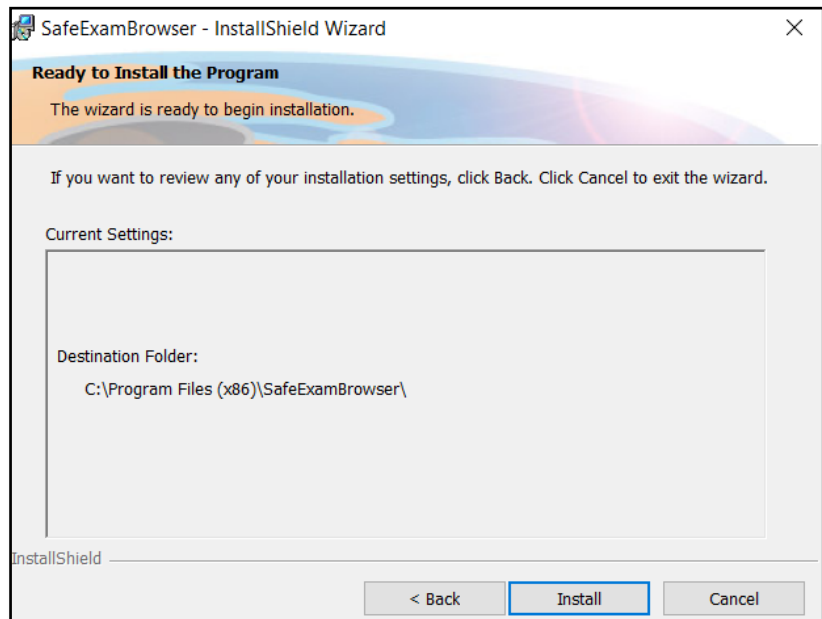 SafeExamBrowser - InstallShield Wizard
Ready to Install the Program
The wizard is ready to begin installation.
If you want to review any of your installation settings, click Back. Click Cancel to exit the wizard.
Current Settings:
Destination Folder:
C:\Program Files (x86)\SafeExamBrowser\
InstallShield
< Back Install Cancel